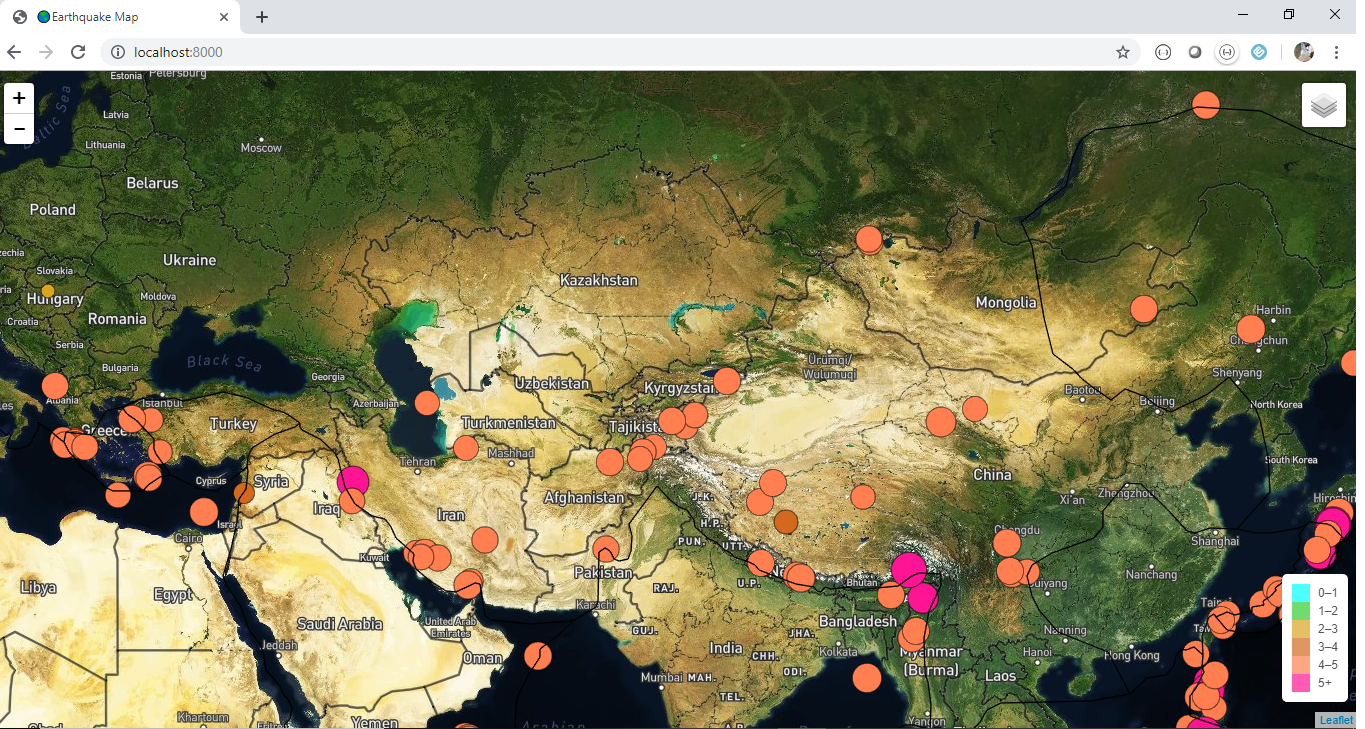 Earthquake Map
localhost:8000
Estonia
Petersburg
+
Baltic Sea
Latvia
−
Lithuania
Moscow
Belarus
Poland
Ukraine
Slovakia
Kazakhstan
Hungary
Moldova
Mongolia
Croatia
Romania
Harbin
Serbia
Changchun
Black Sea
Ürümqi/
Wulumuqi
Bulgaria
Georgia
Uzbekistan
Kyrgyzstan
Shenyang
Baotou
Albania
Istanbul
Azerbaijan
Beijing
North Korea
Greece
Turkey
Turkmenistan
Tajikistan
Mashhad
Tehran
South Korea
Cyprus
Syria
China
Afghanistan
J.K.
Xi'an
Zhengzhou
Iraq
Iran
Israel
H.P.
Chengdu
Cairo
PUN.
UTT.
Shanghai
Kuwait
Pakistan
Nanchang
Libya
Egypt
RAJ.
U.P.
Bhutan
Guiyang
0–1
Karachi
1–2
Saudi Arabia
United Arab
Emirates
Bangladesh
2–3
GUJ.
JHA.
Nanning
3–4
Jeddah
India
Kolkata
Myanmar
(Burma)
Hanoi
Hong Kong
Oman
CHH.
4–5
Mumbai
MAH.
ODI.
Laos
5+
TEL.
Khartoum
Yemen
Arabian
Yangon
Leaflet